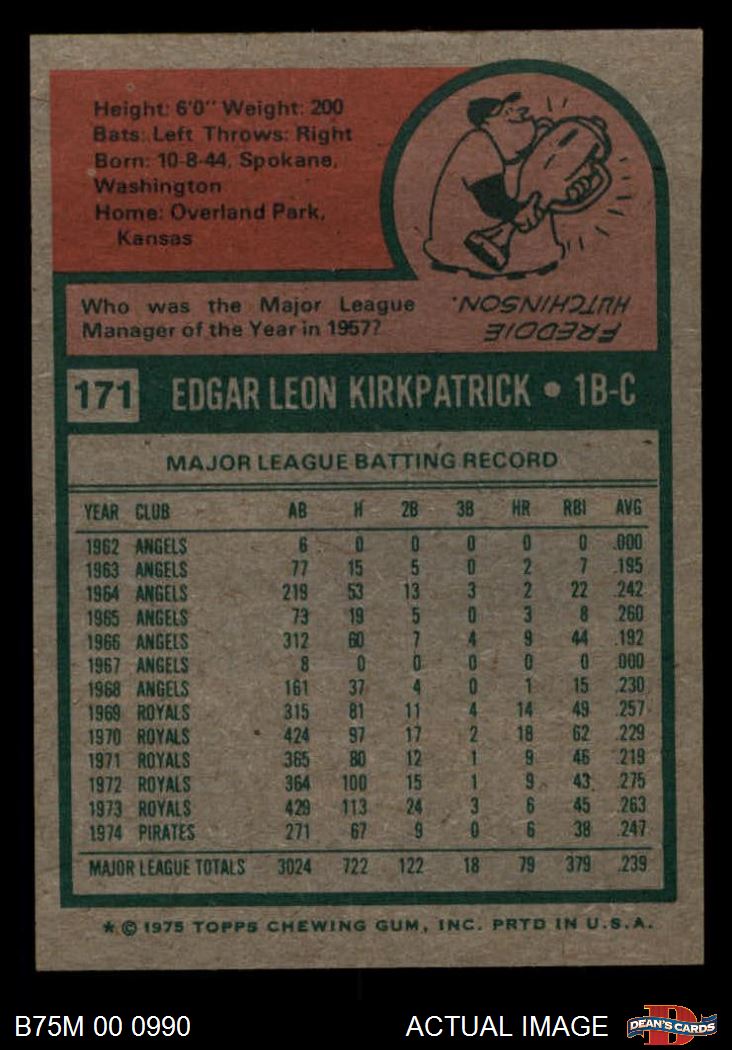 Height: 6'0" Weight: 200
Bats: Left Throws: Right
Born: 10-8-44, Spokane,
Washington
Home: Overland Park,
Kansas
Who was the Major League
Manager of the Year in 1957?
FREDDIE
HUTCHINSON.
171 EDGAR LEON KIRKPATRICK • 1B-C
MAJOR LEAGUE BATTING RECORD
YEAR CLUB AB H 2B 3B HR RBI AVG
1962 ANGELS 6 0 0 0 0 0 .000
1963 ANGELS 77 15 5 0 2 7 .195
1964 ANGELS 219 53 13 3 2 22 .242
1965 ANGELS 73 19 5 0 3 8 .260
1966 ANGELS 312 60 7 4 9 44 .192
1967 ANGELS 8 0 0 0 0 0 .000
1968 ANGELS 161 37 4 0 1 15 .230
1969 ROYALS 315 81 11 4 14 49 .257
1970 ROYALS 424 97 17 2 18 62 .229
1971 ROYALS 365 80 12 1 9 46 .219
1972 ROYALS 364 100 15 1 9 43 .275
1973 ROYALS 429 113 24 3 6 45 .263
1974 PIRATES 271 67 9 0 6 38 .247
MAJOR LEAGUE TOTALS 3024 722 122 18 79 379 .239
* © 1975 TOPPS CHEWING GUM, INC. PRTD IN U.S.A.
B75M 00 0990 ACTUAL IMAGE DEAN'S CARDS